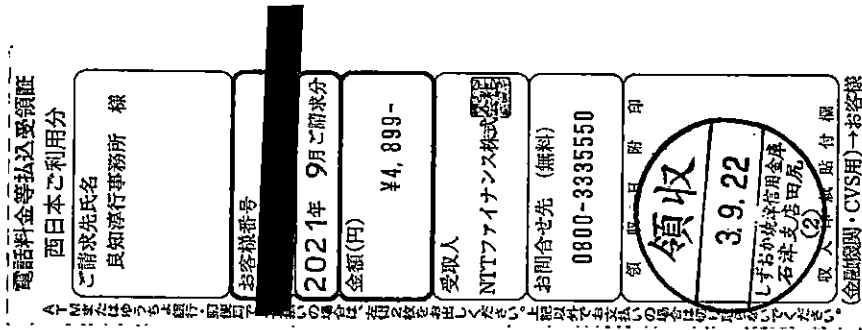 電話料金等払込受領証
西日本ご利用分
ご請求先氏名
良知淳行事務所 様
お客様番号
2021年 9月ご請求分
金額(円)
¥4,899-
受取人
NTTファイナンス株式会社
お問合せ先 (無料)
0800-3335550
領収日附印
領収
3.9.22
しずおか焼津信用金庫
石津支店田尻
(2)
収入印紙貼付欄
(金融機関・CVS用)→お客様